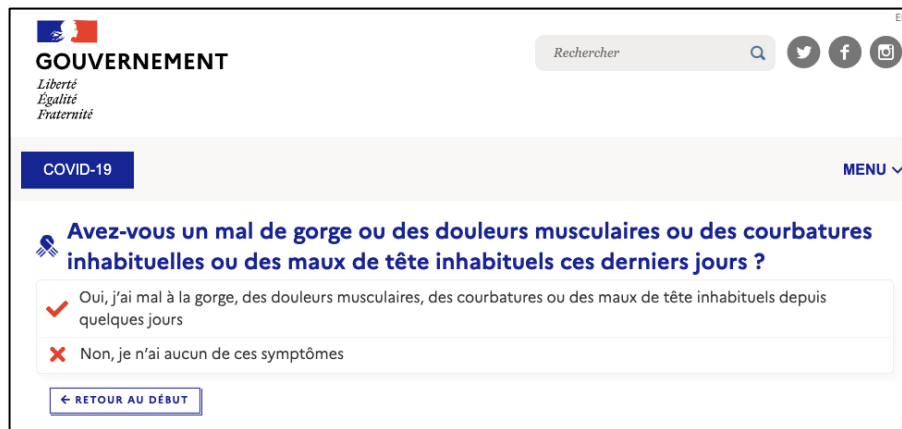 GOUVERNEMENT
Liberté
Égalité
Fraternité
Rechercher
COVID-19
MENU
Avez-vous un mal de gorge ou des douleurs musculaires ou des courbatures
inhabituelles ou des maux de tête inhabituels ces derniers jours ?
Oui, j’ai mal à la gorge, des douleurs musculaires, des courbatures ou des maux de tête inhabituels depuis
quelques jours
Non, je n’ai aucun de ces symptômes
← RETOUR AU DÉBUT